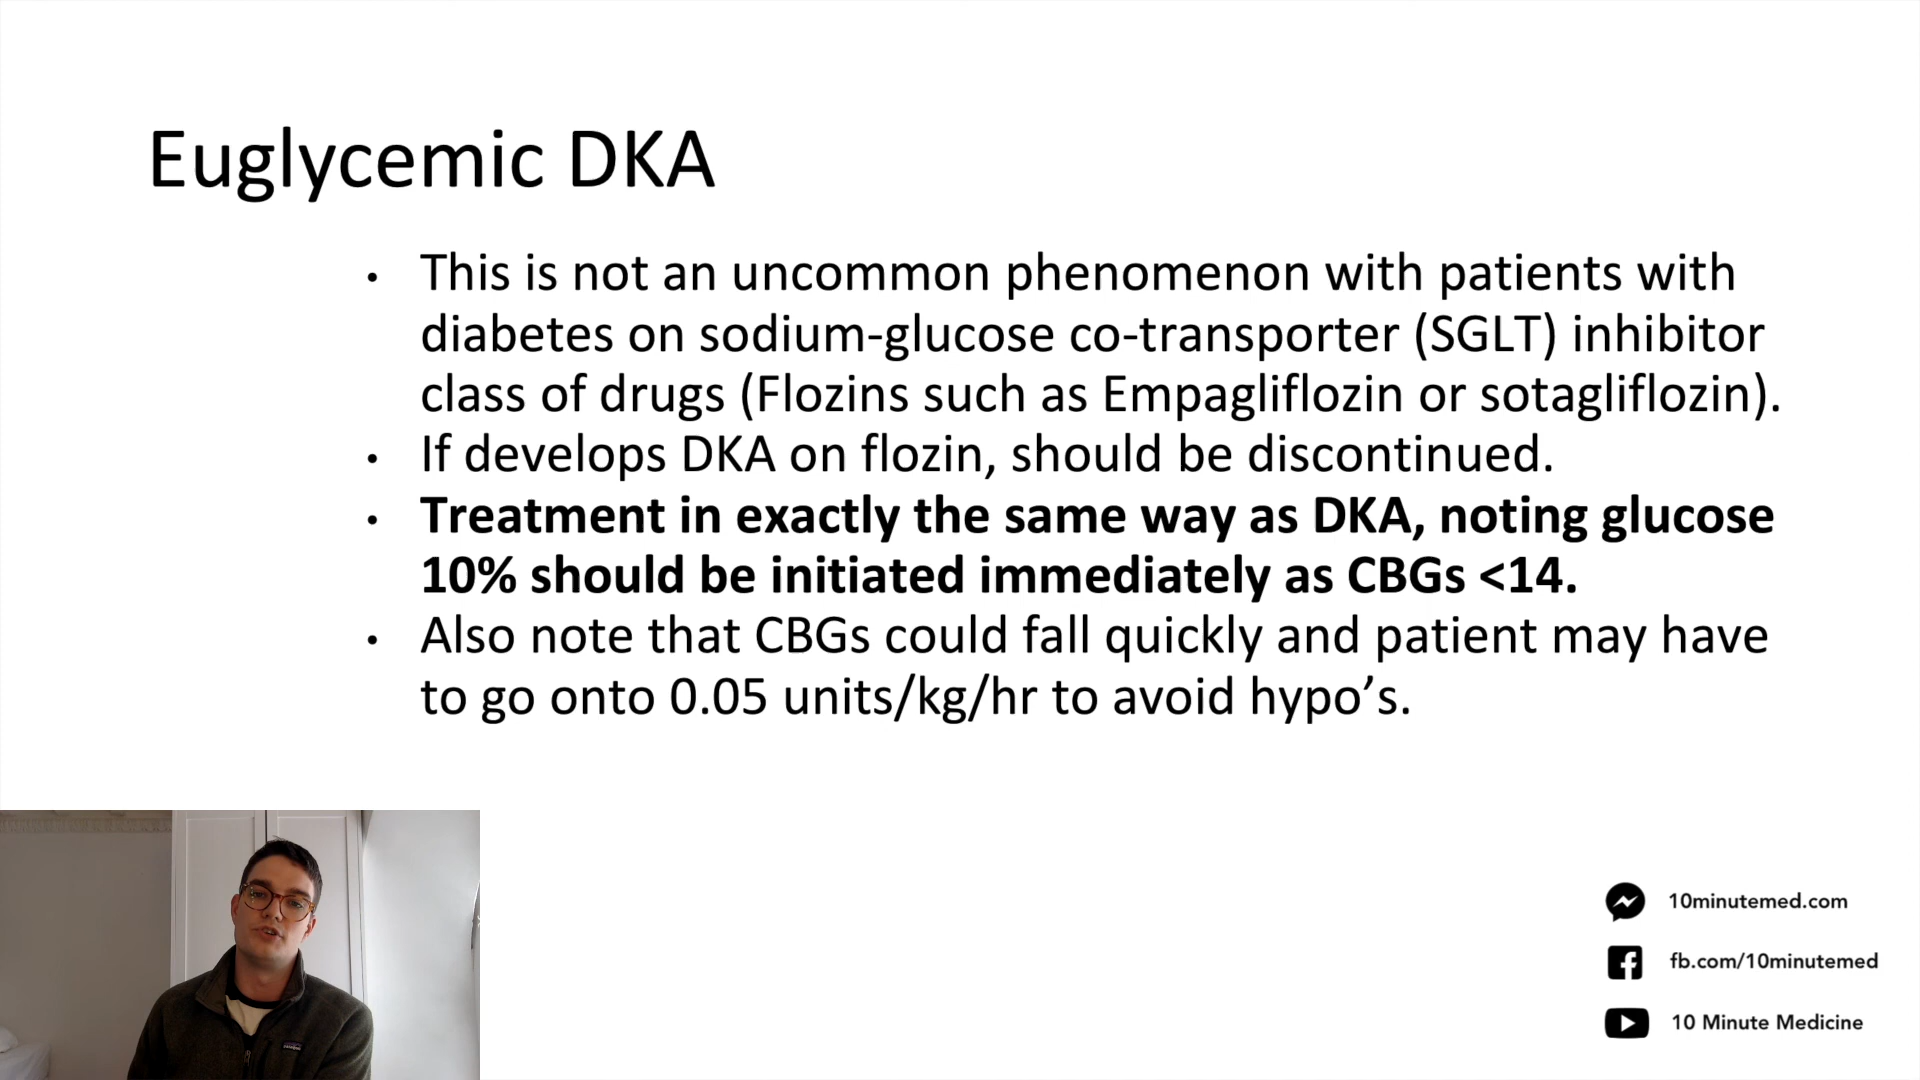 Euglycemic DKA
• This is not an uncommon phenomenon with patients with
diabetes on sodium-glucose co-transporter (SGLT) inhibitor
class of drugs (Flozins such as Empagliflozin or sotagliflozin).
• If develops DKA on flozin, should be discontinued.
• Treatment in exactly the same way as DKA, noting glucose
10% should be initiated immediately as CBGs <14.
• Also note that CBGs could fall quickly and patient may have
to go onto 0.05 units/kg/hr to avoid hypo’s.
10minutemed.com
fb.com/10minutemed
10 Minute Medicine